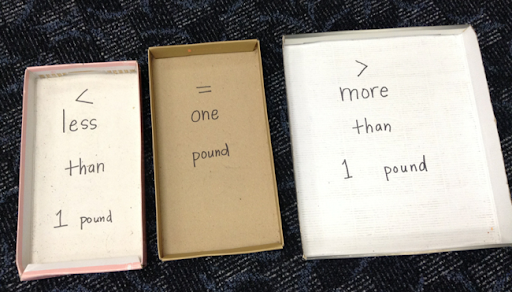 <
less
than
1 pound
=
one
pound
>
more
than
1 pound